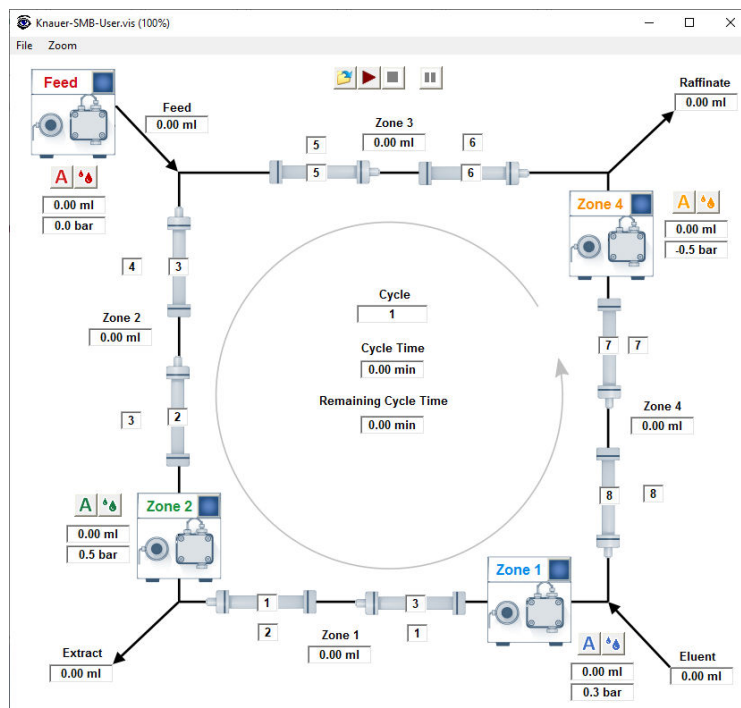 Knauer-SMB-User.vis (100%)
File Zoom
Feed
Feed
0.00 ml
Raffinate
0.00 ml
Zone 3
0.00 ml
5
6
5
6
A
0.00 ml
0.0 bar
Zone 4
A
0.00 ml
-0.5 bar
4
3
Zone 2
0.00 ml
3
2
Cycle
1
Cycle Time
0.00 min
Remaining Cycle Time
0.00 min
7
7
Zone 4
0.00 ml
8
8
A
0.00 ml
0.5 bar
Zone 2
1
3
2
1
Zone 1
0.00 ml
Zone 1
A
0.00 ml
0.3 bar
Extract
0.00 ml
Eluent
0.00 ml